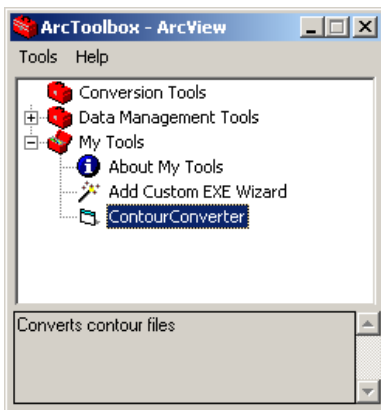 ArcToolbox - ArcView
Tools Help
Conversion Tools
Data Management Tools
My Tools
About My Tools
Add Custom EXE Wizard
ContourConverter
Converts contour files